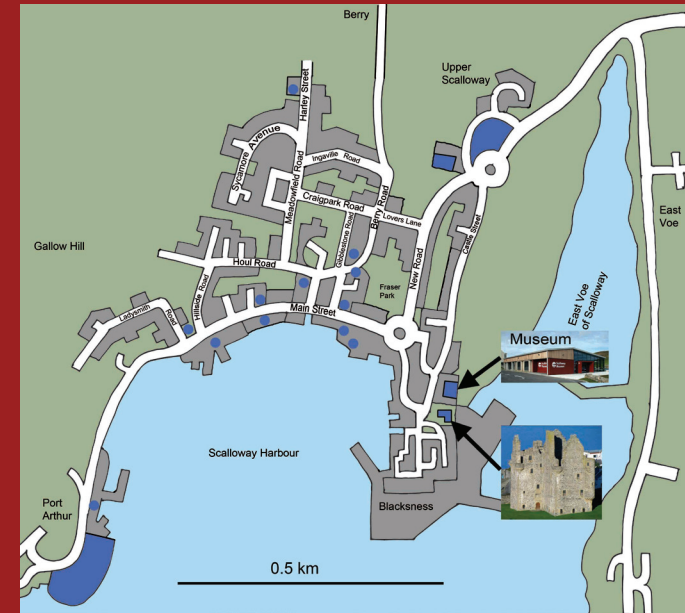 Berry
Upper
Scalloway
Harley Street
Sycamore Avenue
Ingaville Road
Meadowfield Road
Craigpark Road
Berry Road
Lovers Lane
Gibblestone Road
Castle Street
New Road
East
Voe
Gallow Hill
Houl Road
Hillside Road
Fraser
Park
Ladysmith
Road
Main Street
East Voe
of Scalloway
Museum
Scalloway Harbour
Port
Arthur
Blacksness
0.5 km